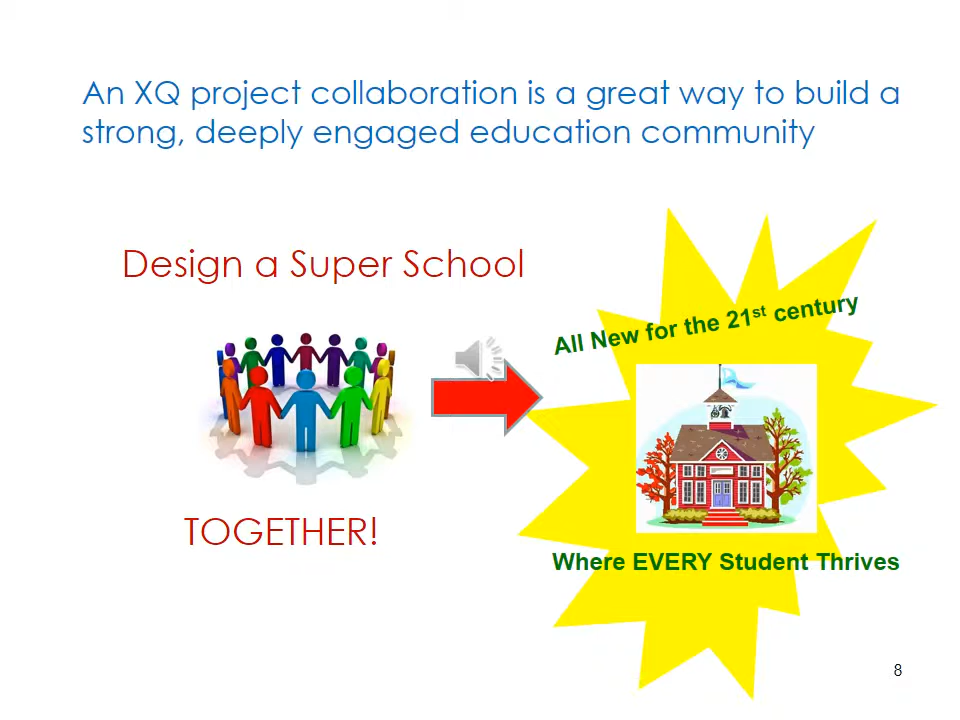 An XQ project collaboration is a great way to build a
strong, deeply engaged education community
Design a Super School
All New for the 21st century
TOGETHER!
Where EVERY Student Thrives
8